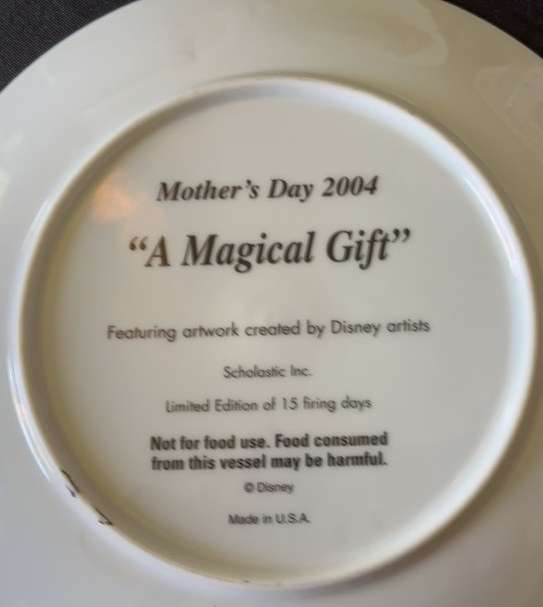 Mother's Day 2004
"A Magical Gift"
Featuring artwork created by Disney artists
Scholastic Inc.
Limited Edition of 15 firing days
Not for food use. Food consumed
from this vessel may be harmful.
© Disney
Made in U.S.A.